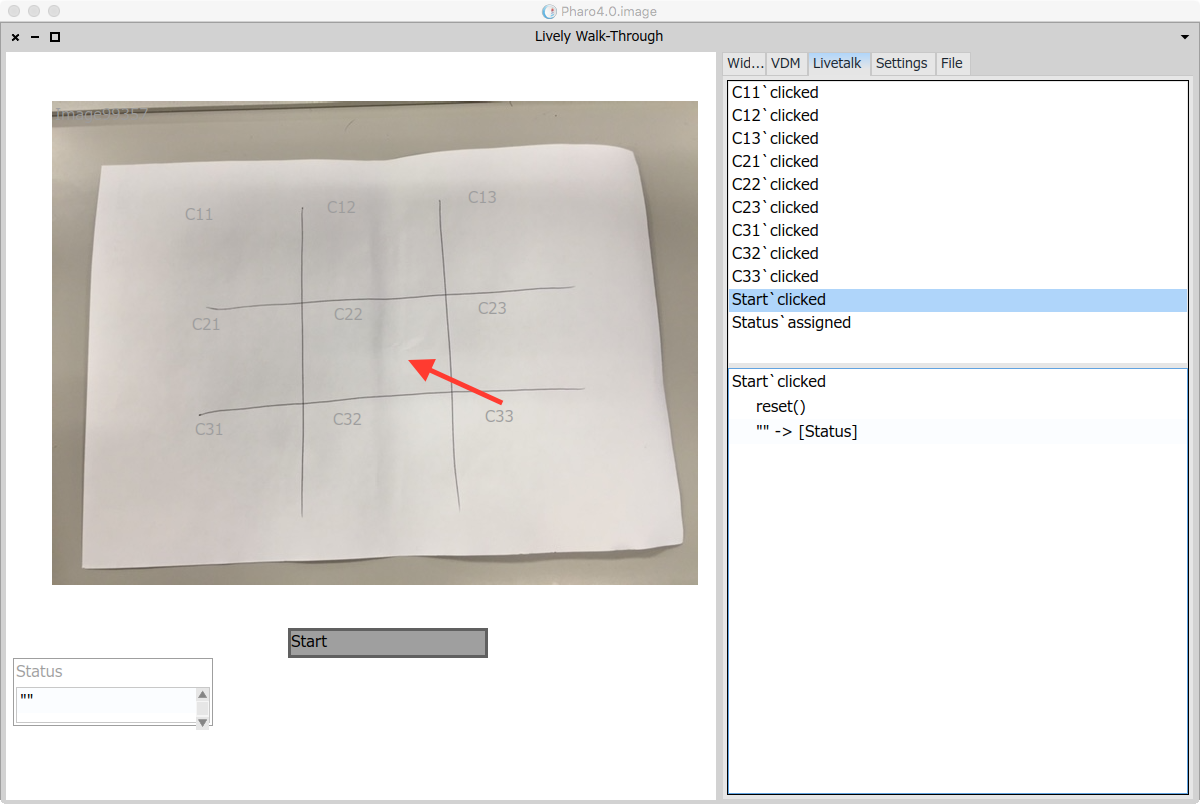 Pharo4.0.image
Lively Walk-Through
Wid... VDM Livetalk Settings File
C11`clicked
C12`clicked
C13`clicked
C21`clicked
C22`clicked
C23`clicked
C31`clicked
C32`clicked
C33`clicked
Start`clicked
Status`assigned
Start`clicked
reset()
"" -> [Status]
C11 C12 C13
C21 C22 C23
C31 C32 C33
Start
Status
""